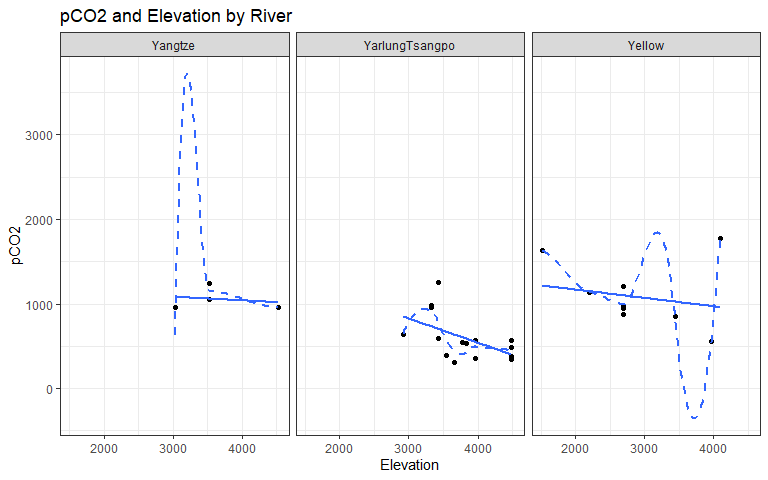 pCO2 and Elevation by River
Yangtze
YarlungTsangpo
Yellow
pCO2
3000
2000
1000
0
2000 3000 4000
2000 3000 4000
2000 3000 4000
Elevation